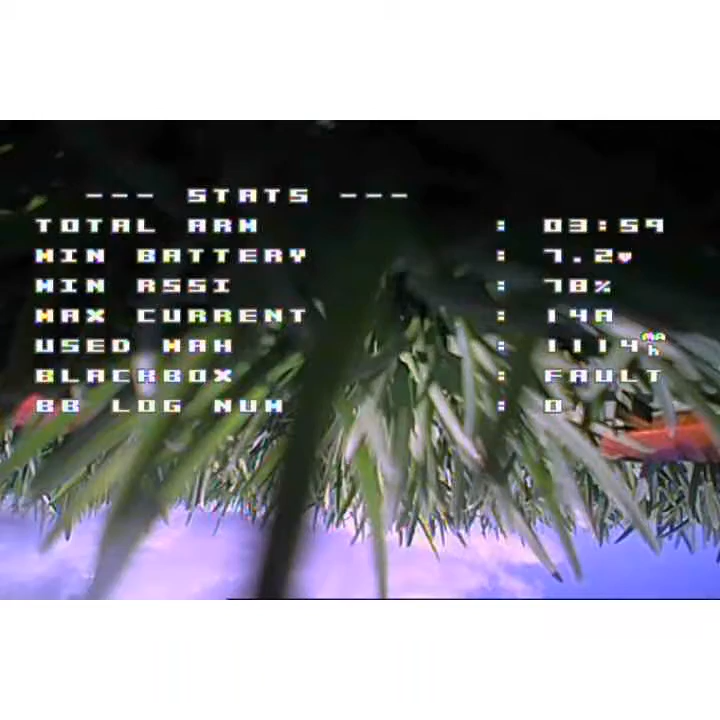 --- STATS ---
TOTAL ARM : 03:59
MIN BATTERY : 7.2V
MIN RSSI : 78%
MAX CURRENT : 14A
USED MAH : 1114MAh
BLACKBOX : FAULT
BB LOG NUM : 0